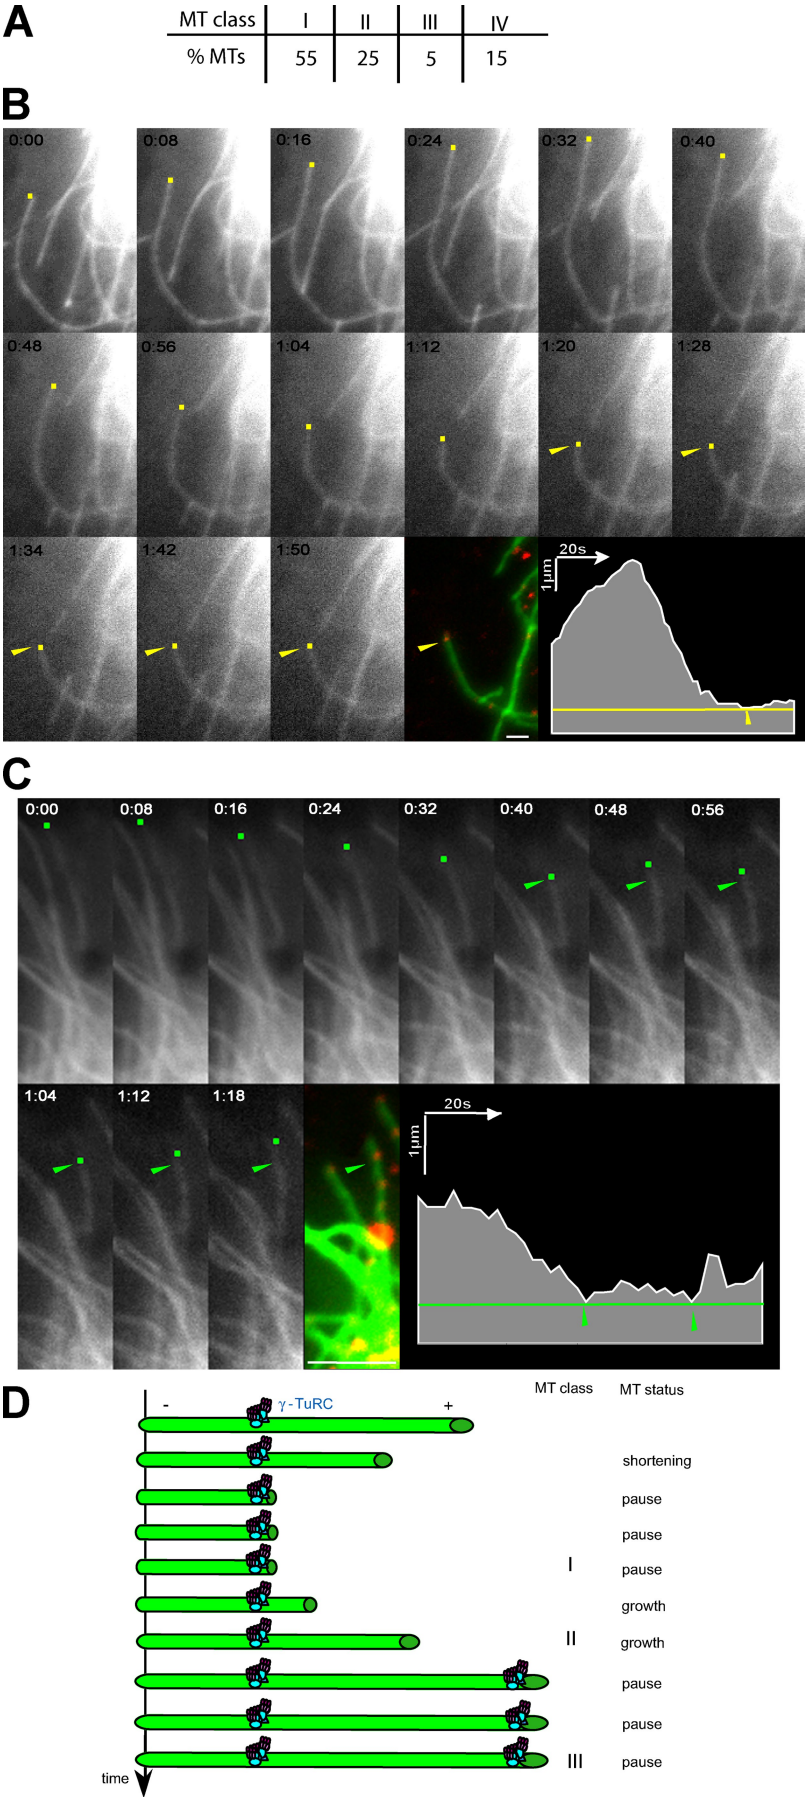 A
MT class I II III IV
% MTs 55 25 5 15
B
0:00 0:08 0:16 0:24 0:32 0:40
0:48 0:56 1:04 1:12 1:20 1:28
1:34 1:42 1:50
20s
1μm
C
0:00 0:08 0:16 0:24 0:32 0:40 0:48 0:56
1:04 1:12 1:18
20s
1μm
D
MT class MT status
- γ-TuRC +
shortening
pause
pause
I pause
growth
II growth
pause
pause
III pause
time